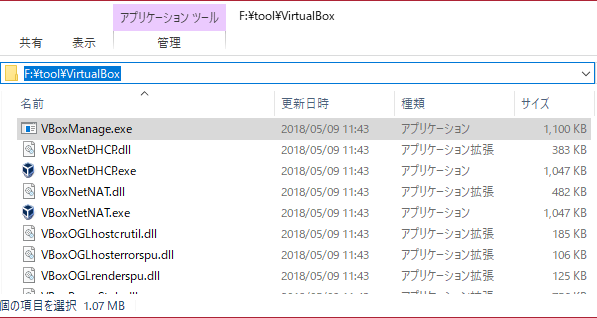 アプリケーション ツール F:¥tool¥VirtualBox
共有 表示 管理
F:¥tool¥VirtualBox
名前 更新日時 種類 サイズ
VBoxManage.exe 2018/05/09 11:43 アプリケーション 1,100 KB
VBoxNetDHCP.dll 2018/05/09 11:43 アプリケーション拡張 383 KB
VBoxNetDHCP.exe 2018/05/09 11:43 アプリケーション 1,047 KB
VBoxNetNAT.dll 2018/05/09 11:43 アプリケーション拡張 482 KB
VBoxNetNAT.exe 2018/05/09 11:43 アプリケーション 1,047 KB
VBoxOGLhostcrutil.dll 2018/05/09 11:43 アプリケーション拡張 185 KB
VBoxOGLhosterrorspu.dll 2018/05/09 11:43 アプリケーション拡張 106 KB
VBoxOGLrenderspu.dll 2018/05/09 11:43 アプリケーション拡張 125 KB
個の項目を選択 1.07 MB